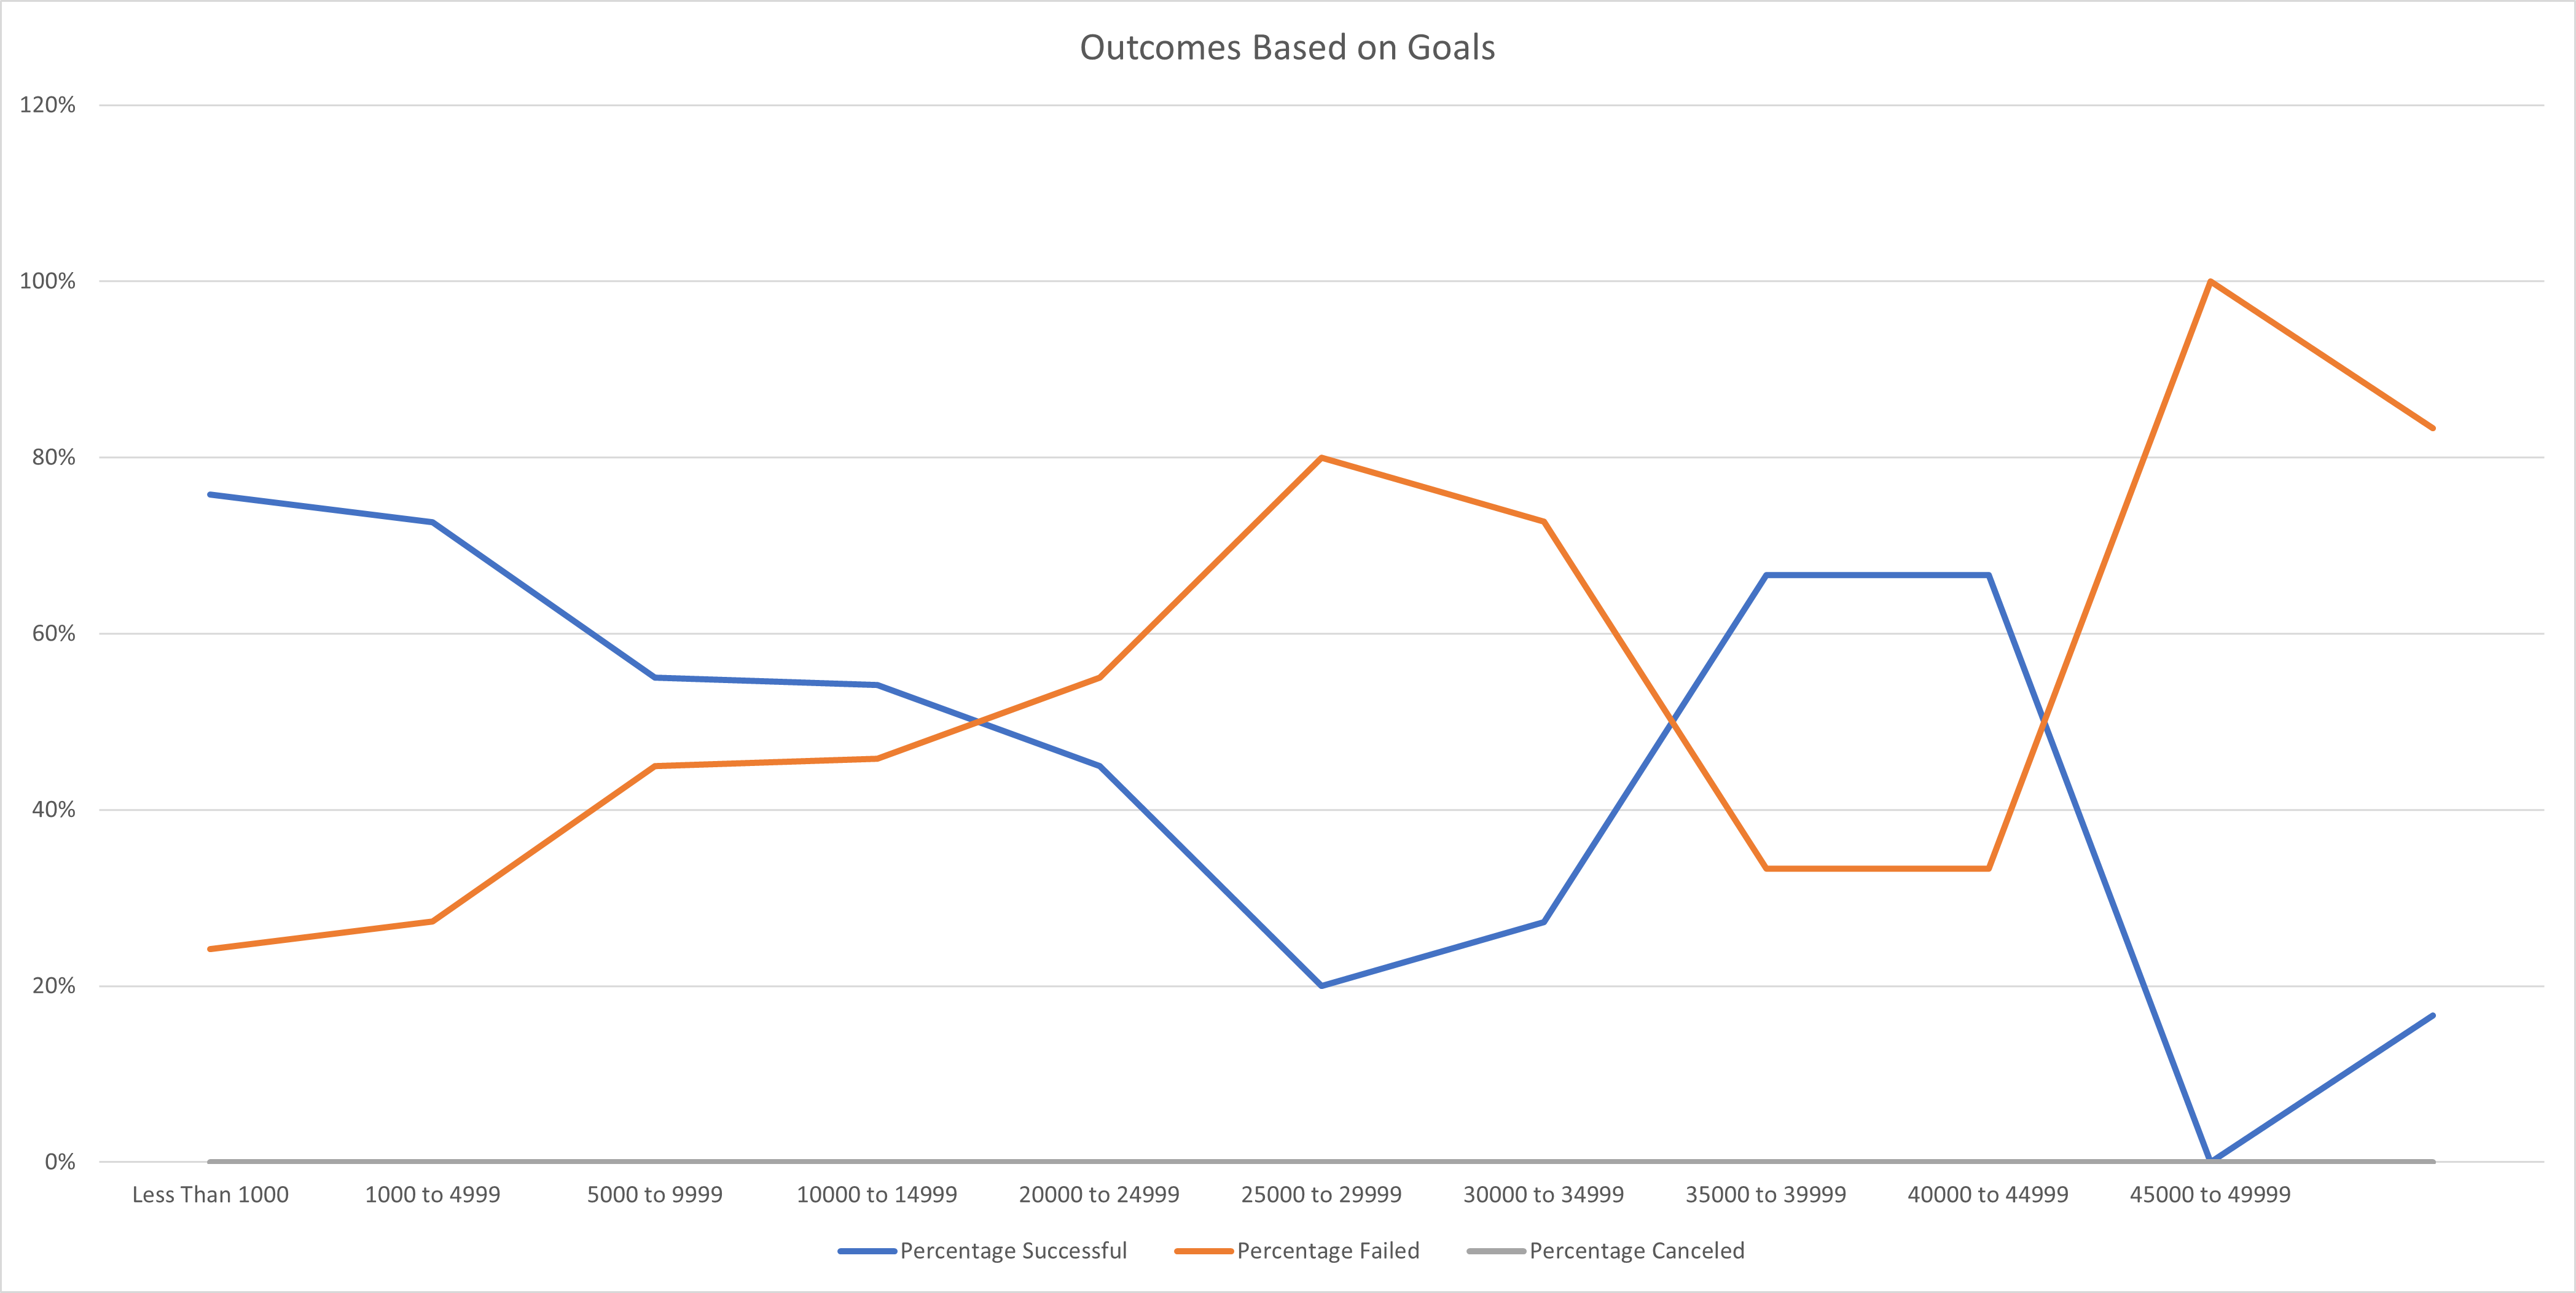 Outcomes Based on Goals
120%
100%
80%
60%
40%
20%
0%
Less Than 1000 1000 to 4999 5000 to 9999 10000 to 14999 20000 to 24999 25000 to 29999 30000 to 34999 35000 to 39999 40000 to 44999 45000 to 49999
Percentage Successful Percentage Failed Percentage Canceled